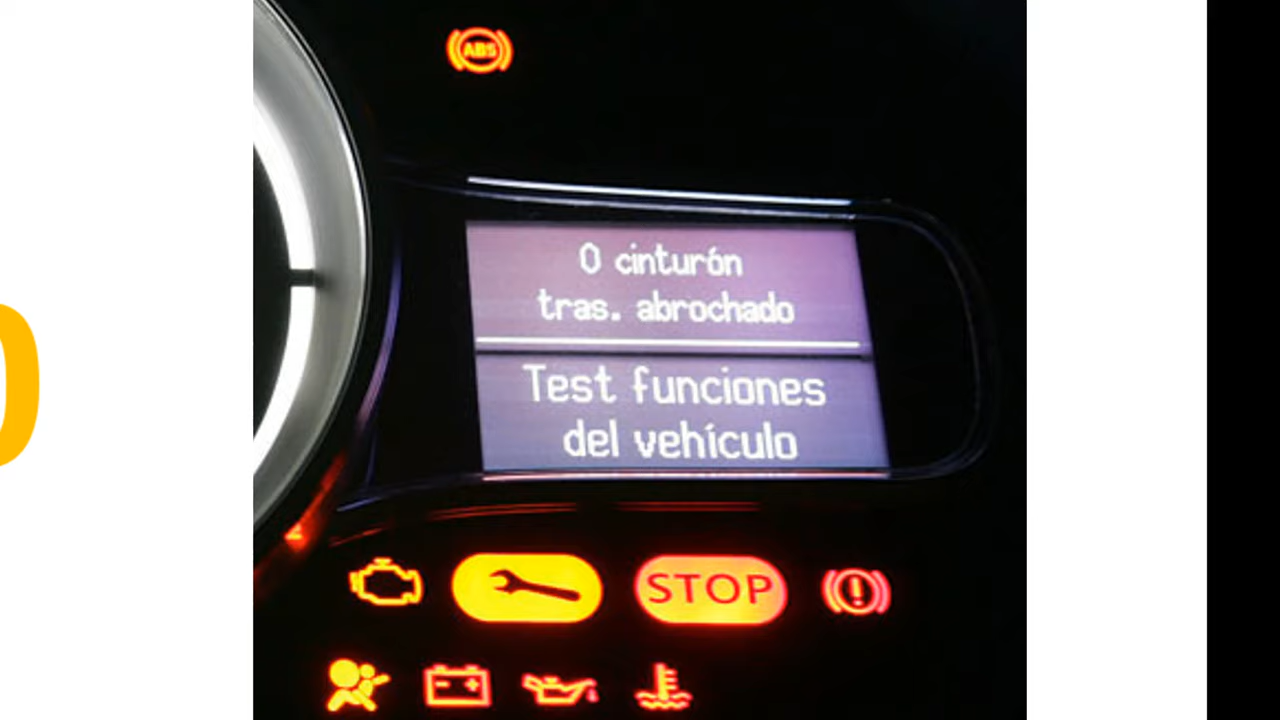 ABS
0 cinturón
tras. abrochado
Test funciones
del vehículo
STOP